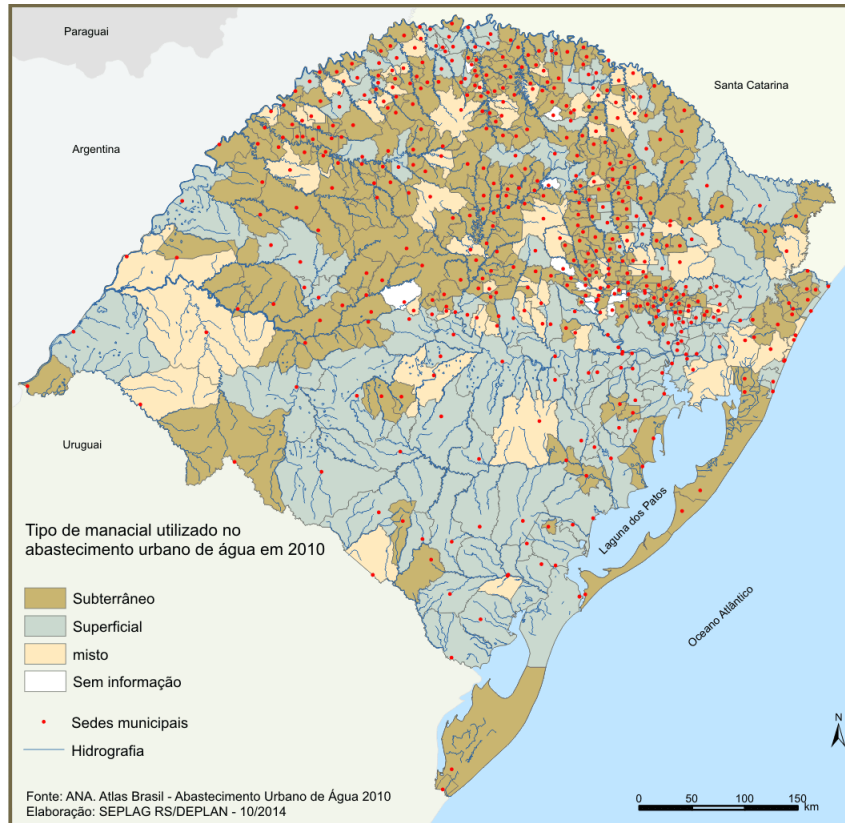 Paraguai
Santa Catarina
Argentina
Uruguai
Laguna dos Patos
Oceano Atlântico
Tipo de manacial utilizado no
abastecimento urbano de água em 2010
Subterrâneo
Superficial
misto
Sem informação
Sedes municipais
Hidrografia
Fonte: ANA. Atlas Brasil - Abastecimento Urbano de Água 2010
Elaboração: SEPLAG RS/DEPLAN - 10/2014
N
0 50 100 150
km